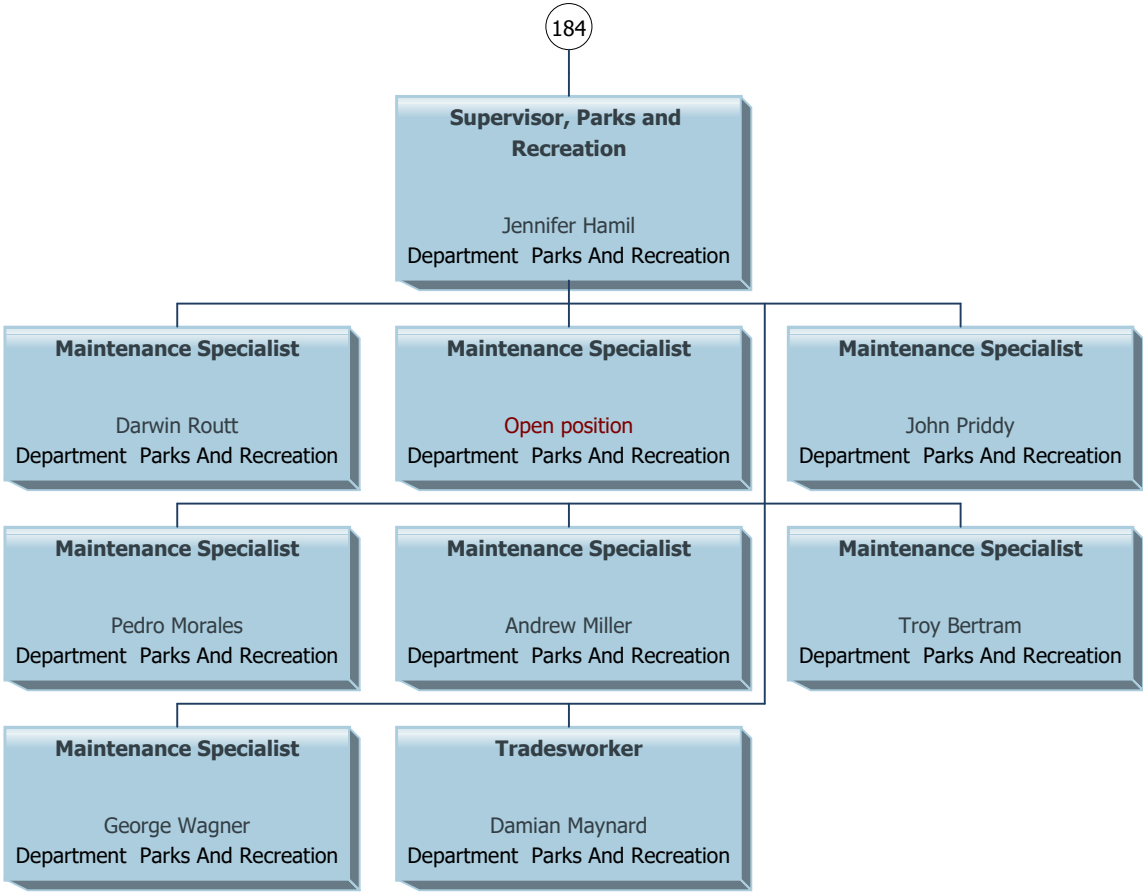 184
Supervisor, Parks and
Recreation
Jennifer Hamil
Department  Parks And Recreation
Maintenance Specialist
Darwin Routt
Department  Parks And Recreation
Maintenance Specialist
Open position
Department  Parks And Recreation
Maintenance Specialist
John Priddy
Department  Parks And Recreation
Maintenance Specialist
Pedro Morales
Department  Parks And Recreation
Maintenance Specialist
Andrew Miller
Department  Parks And Recreation
Maintenance Specialist
Troy Bertram
Department  Parks And Recreation
Maintenance Specialist
George Wagner
Department  Parks And Recreation
Tradesworker
Damian Maynard
Department  Parks And Recreation